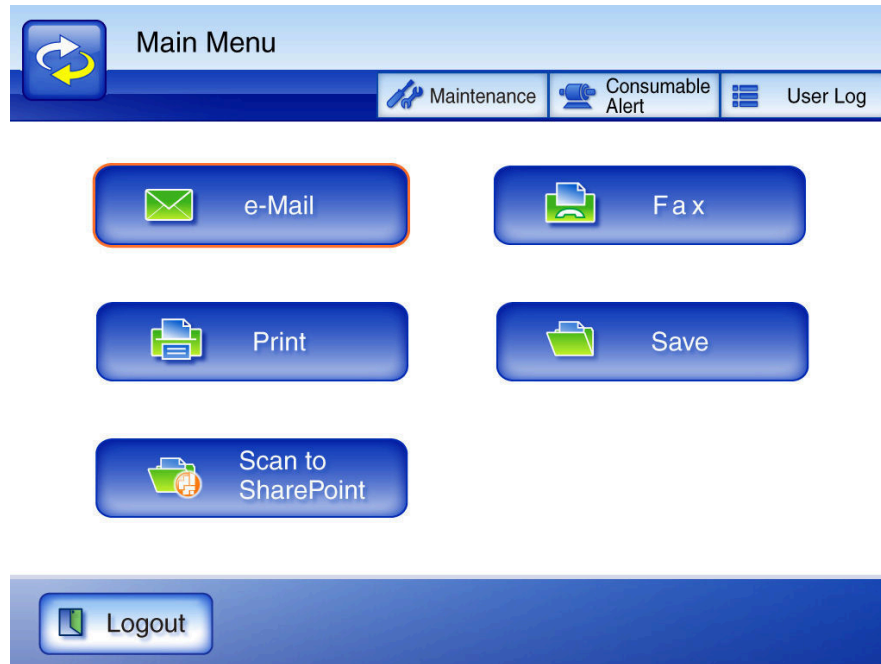 Main Menu
Maintenance
Consumable
Alert
User Log
e-Mail
Fax
Print
Save
Scan to
SharePoint
Logout